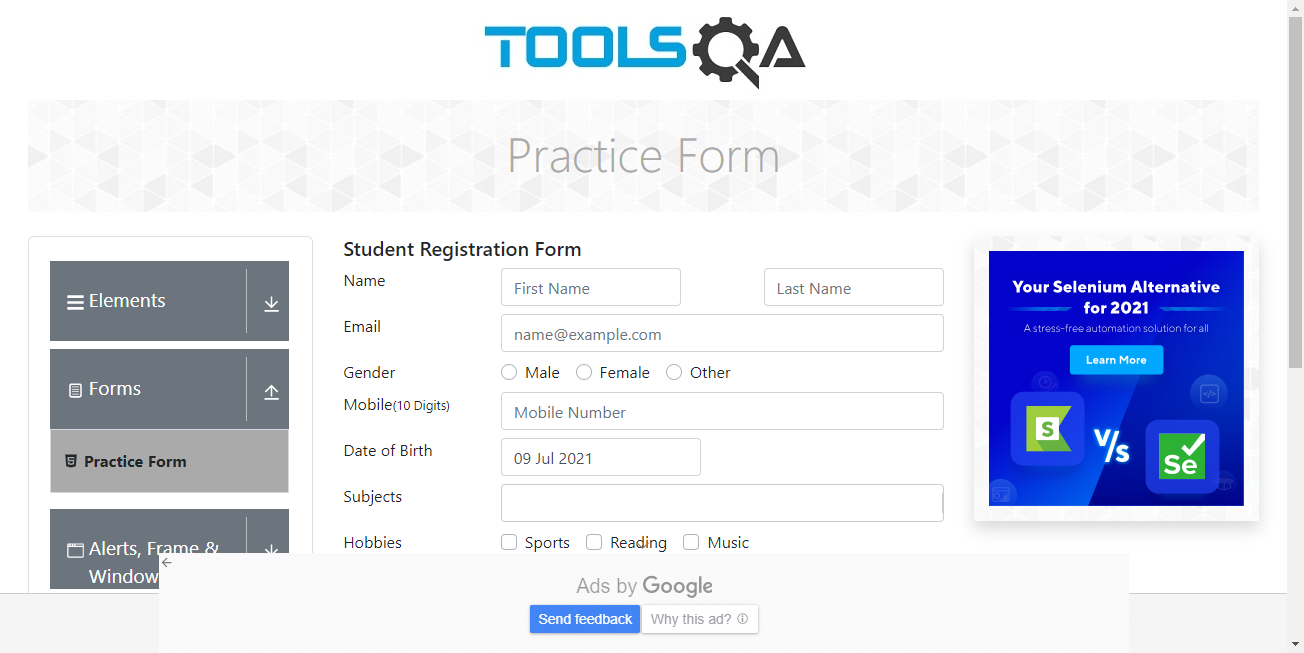 TOOLSQA
Practice Form
Elements
Forms
Practice Form
Alerts, Frame &
Window
Student Registration Form
Name
First Name
Last Name
Email
name@example.com
Gender
Male
Female
Other
Mobile(10 Digits)
Mobile Number
Date of Birth
09 Jul 2021
Subjects
Hobbies
Sports
Reading
Music
Your Selenium Alternative
for 2021
A stress-free automation solution for all
Learn More
S
V/s
Se
Ads by Google
Send feedback
Why this ad?